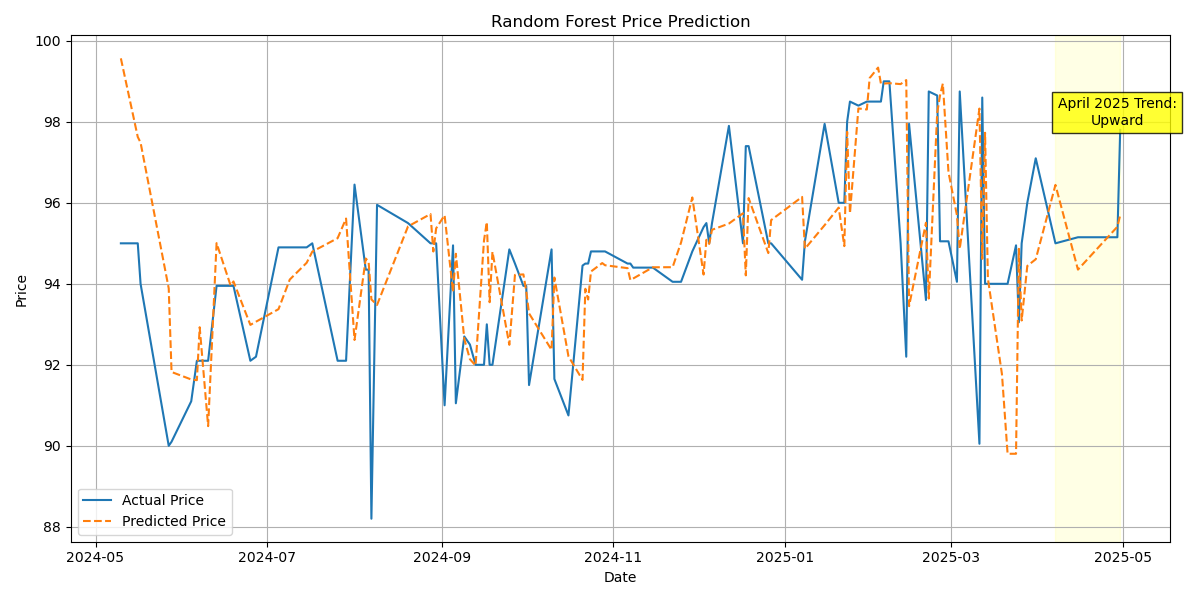 Random Forest Price Prediction
100
98
96
94
92
90
88
Price
April 2025 Trend:
Upward
Actual Price
Predicted Price
2024-05
2024-07
2024-09
2024-11
2025-01
2025-03
2025-05
Date